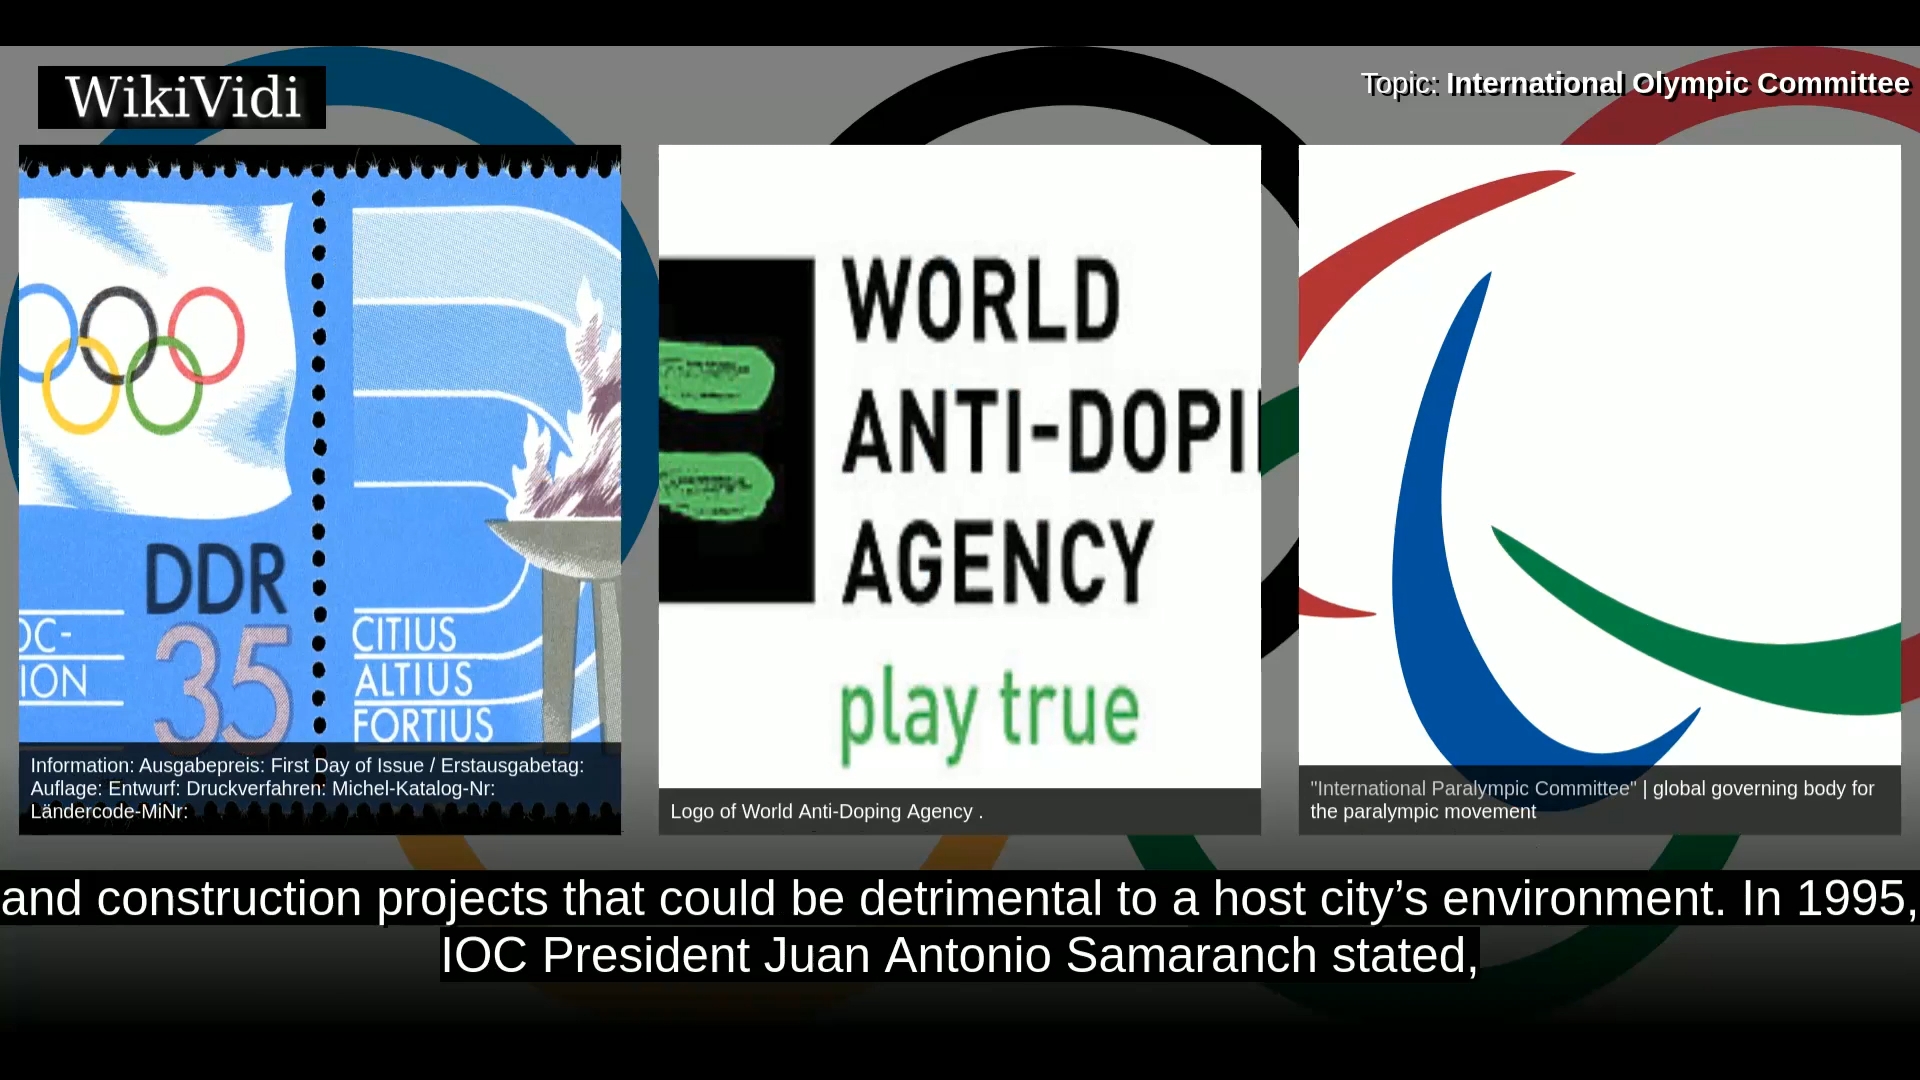 WikiVidi
Topic: International Olympic Committee
DDR
35
OC-
ION
CITIUS
ALTIUS
FORTIUS
Information: Ausgabepreis: First Day of Issue / Erstausgabetag:
Auflage: Entwurf: Druckverfahren: Michel-Katalog-Nr:
Ländercode-MiNr:
WORLD
ANTI-DOPI
AGENCY
play true
Logo of World Anti-Doping Agency .
"International Paralympic Committee" | global governing body for
the paralympic movement
and construction projects that could be detrimental to a host city’s environment. In 1995,
IOC President Juan Antonio Samaranch stated,